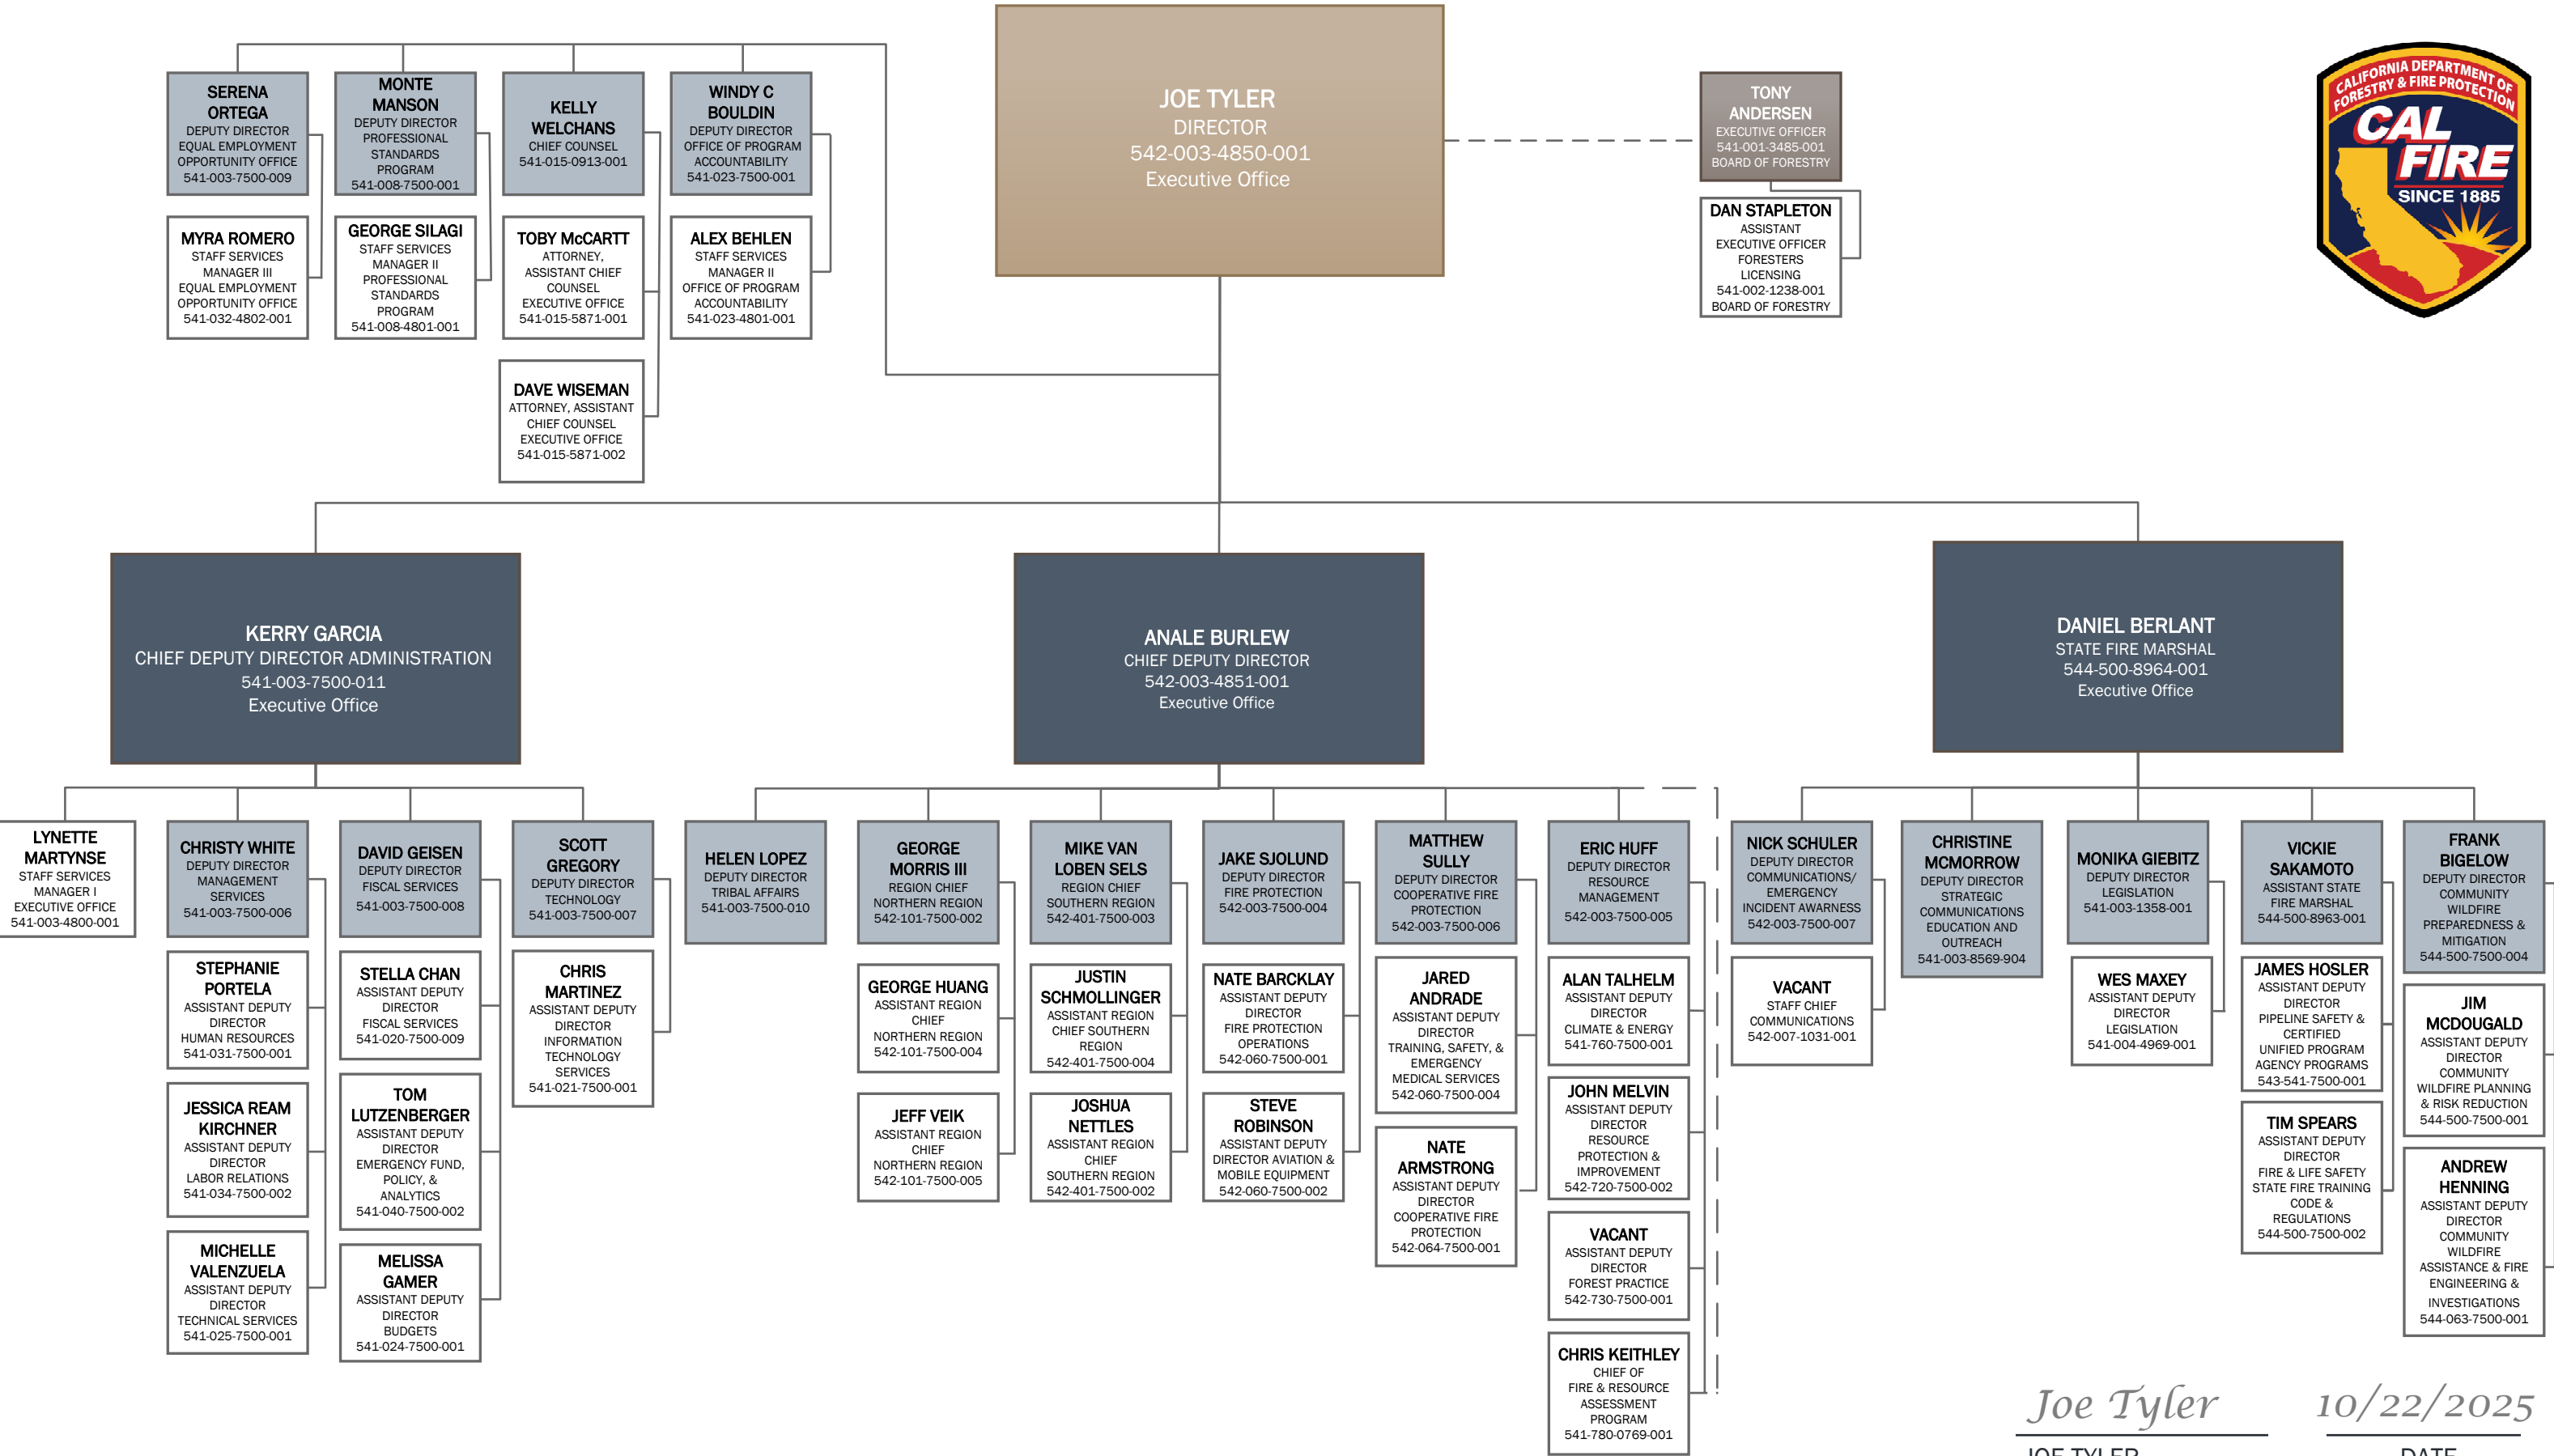 SERENA
ORTEGA
DEPUTY DIRECTOR
EQUAL EMPLOYMENT
OPPORTUNITY OFFICE
541-003-7500-009
MONTE
MANSON
DEPUTY DIRECTOR
PROFESSIONAL
STANDARDS
PROGRAM
541-008-7500-001
KELLY
WELCHANS
CHIEF COUNSEL
541-015-0913-001
WINDY C
BOULDIN
DEPUTY DIRECTOR
OFFICE OF PROGRAM
ACCOUNTABILITY
541-023-7500-001
MYRA ROMERO
STAFF SERVICES
MANAGER III
EQUAL EMPLOYMENT
OPPORTUNITY OFFICE
541-032-4802-001
GEORGE SILAGI
STAFF SERVICES
MANAGER II
PROFESSIONAL
STANDARDS
PROGRAM
541-008-4801-001
TOBY McCARTT
ATTORNEY,
ASSISTANT CHIEF
COUNSEL
EXECUTIVE OFFICE
541-015-5871-001
ALEX BEHLEN
STAFF SERVICES
MANAGER II
OFFICE OF PROGRAM
ACCOUNTABILITY
541-023-4801-001
DAVE WISEMAN
ATTORNEY, ASSISTANT
CHIEF COUNSEL
EXECUTIVE OFFICE
541-015-5871-002
JOE TYLER
DIRECTOR
542-003-4850-001
Executive Office
TONY
ANDERSEN
EXECUTIVE OFFICER
541-001-3485-001
BOARD OF FORESTRY
DAN STAPLETON
ASSISTANT
EXECUTIVE OFFICER
FORESTERS
LICENSING
541-002-1238-001
BOARD OF FORESTRY
CALIFORNIA DEPARTMENT OF
FORESTRY & FIRE PROTECTION
CAL
FIRE
SINCE 1885
KERRY GARCIA
CHIEF DEPUTY DIRECTOR ADMINISTRATION
541-003-7500-011
Executive Office
ANALE BURLEW
CHIEF DEPUTY DIRECTOR
542-003-4851-001
Executive Office
DANIEL BERLANT
STATE FIRE MARSHAL
544-500-8964-001
Executive Office
LYNETTE
MARTYNSE
STAFF SERVICES
MANAGER I
EXECUTIVE OFFICE
541-003-4800-001
CHRISTY WHITE
DEPUTY DIRECTOR
MANAGEMENT
SERVICES
541-003-7500-006
STEPHANIE
PORTELA
ASSISTANT DEPUTY
DIRECTOR
HUMAN RESOURCES
541-031-7500-001
JESSICA REAM
KIRCHNER
ASSISTANT DEPUTY
DIRECTOR
LABOR RELATIONS
541-034-7500-002
MICHELLE
VALENZUELA
ASSISTANT DEPUTY
DIRECTOR
TECHNICAL SERVICES
541-025-7500-001
DAVID GEISEN
DEPUTY DIRECTOR
FISCAL SERVICES
541-003-7500-008
STELLA CHAN
ASSISTANT DEPUTY
DIRECTOR
FISCAL SERVICES
541-020-7500-009
TOM
LUTZENBERGER
ASSISTANT DEPUTY
DIRECTOR
EMERGENCY FUND,
POLICY, &
ANALYTICS
541-040-7500-002
MELISSA
GAMER
ASSISTANT DEPUTY
DIRECTOR
BUDGETS
541-024-7500-001
SCOTT
GREGORY
DEPUTY DIRECTOR
TECHNOLOGY
541-003-7500-007
CHRIS
MARTINEZ
ASSISTANT DEPUTY
DIRECTOR
INFORMATION
TECHNOLOGY
SERVICES
541-021-7500-001
HELEN LOPEZ
DEPUTY DIRECTOR
TRIBAL AFFAIRS
541-003-7500-010
GEORGE
MORRIS III
REGION CHIEF
NORTHERN REGION
542-101-7500-002
GEORGE HUANG
ASSISTANT REGION
CHIEF
NORTHERN REGION
542-101-7500-004
JEFF VEIK
ASSISTANT REGION
CHIEF
NORTHERN REGION
542-101-7500-005
MIKE VAN
LOBEN SELS
REGION CHIEF
SOUTHERN REGION
542-401-7500-003
JUSTIN
SCHMOLLINGER
ASSISTANT REGION
CHIEF SOUTHERN
REGION
542-401-7500-004
JOSHUA
NETTLES
ASSISTANT REGION
CHIEF
SOUTHERN REGION
542-401-7500-002
JAKE SJOLUND
DEPUTY DIRECTOR
FIRE PROTECTION
542-003-7500-004
NATE BARCKLAY
ASSISTANT DEPUTY
DIRECTOR
FIRE PROTECTION
OPERATIONS
542-060-7500-001
STEVE
ROBINSON
ASSISTANT DEPUTY
DIRECTOR AVIATION &
MOBILE EQUIPMENT
542-060-7500-002
MATTHEW
SULLY
DEPUTY DIRECTOR
COOPERATIVE FIRE
PROTECTION
542-003-7500-006
JARED
ANDRADE
ASSISTANT DEPUTY
DIRECTOR
TRAINING, SAFETY, &
EMERGENCY
MEDICAL SERVICES
542-060-7500-004
NATE
ARMSTRONG
ASSISTANT DEPUTY
DIRECTOR
COOPERATIVE FIRE
PROTECTION
542-064-7500-001
ERIC HUFF
DEPUTY DIRECTOR
RESOURCE
MANAGEMENT
542-003-7500-005
ALAN TALHELM
ASSISTANT DEPUTY
DIRECTOR
CLIMATE & ENERGY
541-760-7500-001
JOHN MELVIN
ASSISTANT DEPUTY
DIRECTOR
RESOURCE
PROTECTION &
IMPROVEMENT
542-720-7500-002
VACANT
ASSISTANT DEPUTY
DIRECTOR
FOREST PRACTICE
542-730-7500-001
CHRIS KEITHLEY
CHIEF OF
FIRE & RESOURCE
ASSESSMENT
PROGRAM
541-780-0769-001
NICK SCHULER
DEPUTY DIRECTOR
COMMUNICATIONS/
EMERGENCY
INCIDENT AWARNESS
542-003-7500-007
VACANT
STAFF CHIEF
COMMUNICATIONS
542-007-1031-001
CHRISTINE
MCMORROW
DEPUTY DIRECTOR
STRATEGIC
COMMUNICATIONS
EDUCATION AND
OUTREACH
541-003-8569-904
MONIKA GIEBITZ
DEPUTY DIRECTOR
LEGISLATION
541-003-1358-001
WES MAXEY
ASSISTANT DEPUTY
DIRECTOR
LEGISLATION
541-004-4969-001
VICKIE
SAKAMOTO
ASSISTANT STATE
FIRE MARSHAL
544-500-8963-001
JAMES HOSLER
ASSISTANT DEPUTY
DIRECTOR
PIPELINE SAFETY &
CERTIFIED
UNIFIED PROGRAM
AGENCY PROGRAMS
543-541-7500-001
TIM SPEARS
ASSISTANT DEPUTY
DIRECTOR
FIRE & LIFE SAFETY
STATE FIRE TRAINING
CODE &
REGULATIONS
544-500-7500-002
FRANK
BIGELOW
DEPUTY DIRECTOR
COMMUNITY
WILDFIRE
PREPAREDNESS &
MITIGATION
544-500-7500-004
JIM
MCDOUGALD
ASSISTANT DEPUTY
DIRECTOR
COMMUNITY
WILDFIRE PLANNING
& RISK REDUCTION
544-500-7500-001
ANDREW
HENNING
ASSISTANT DEPUTY
DIRECTOR
COMMUNITY
WILDFIRE
ASSISTANCE & FIRE
ENGINEERING &
INVESTIGATIONS
544-063-7500-001
Joe Tyler
10/22/2025
JOE TYLER
DATE